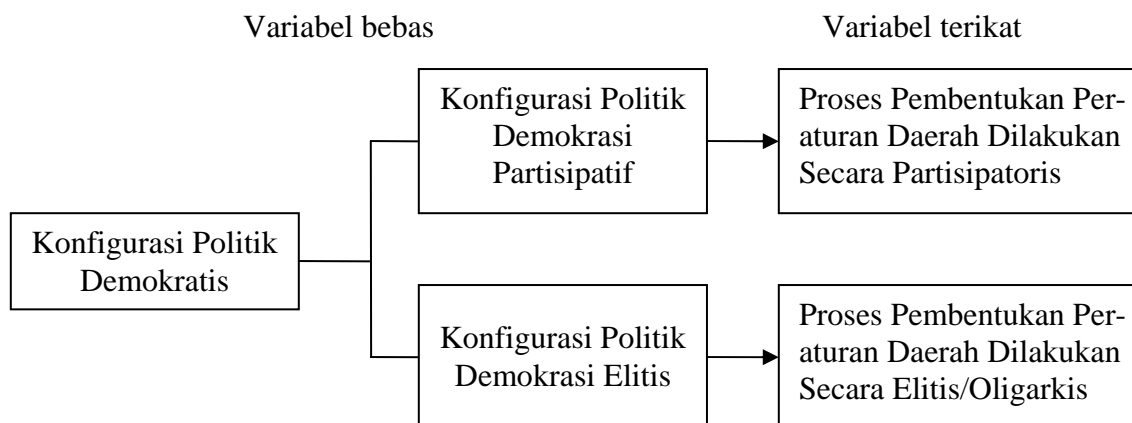 Variabel bebas
Variabel terikat
Konfigurasi Politik
Demokratis
Konfigurasi Politik
Demokrasi
Partisipatif
Proses Pembentukan Per-
aturan Daerah Dilakukan
Secara Partisipatoris
Konfigurasi Politik
Demokrasi Elitis
Proses Pembentukan Per-
aturan Daerah Dilakukan
Secara Elitis/Oligarkis